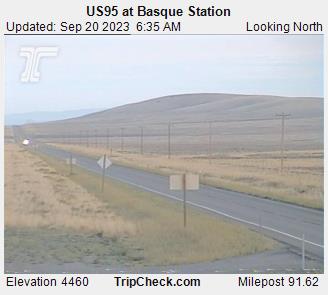 US95 at Basque Station
Updated: Sep 20 2023 6:35 AM Looking North
Elevation 4460 TripCheck.com Milepost 91.62